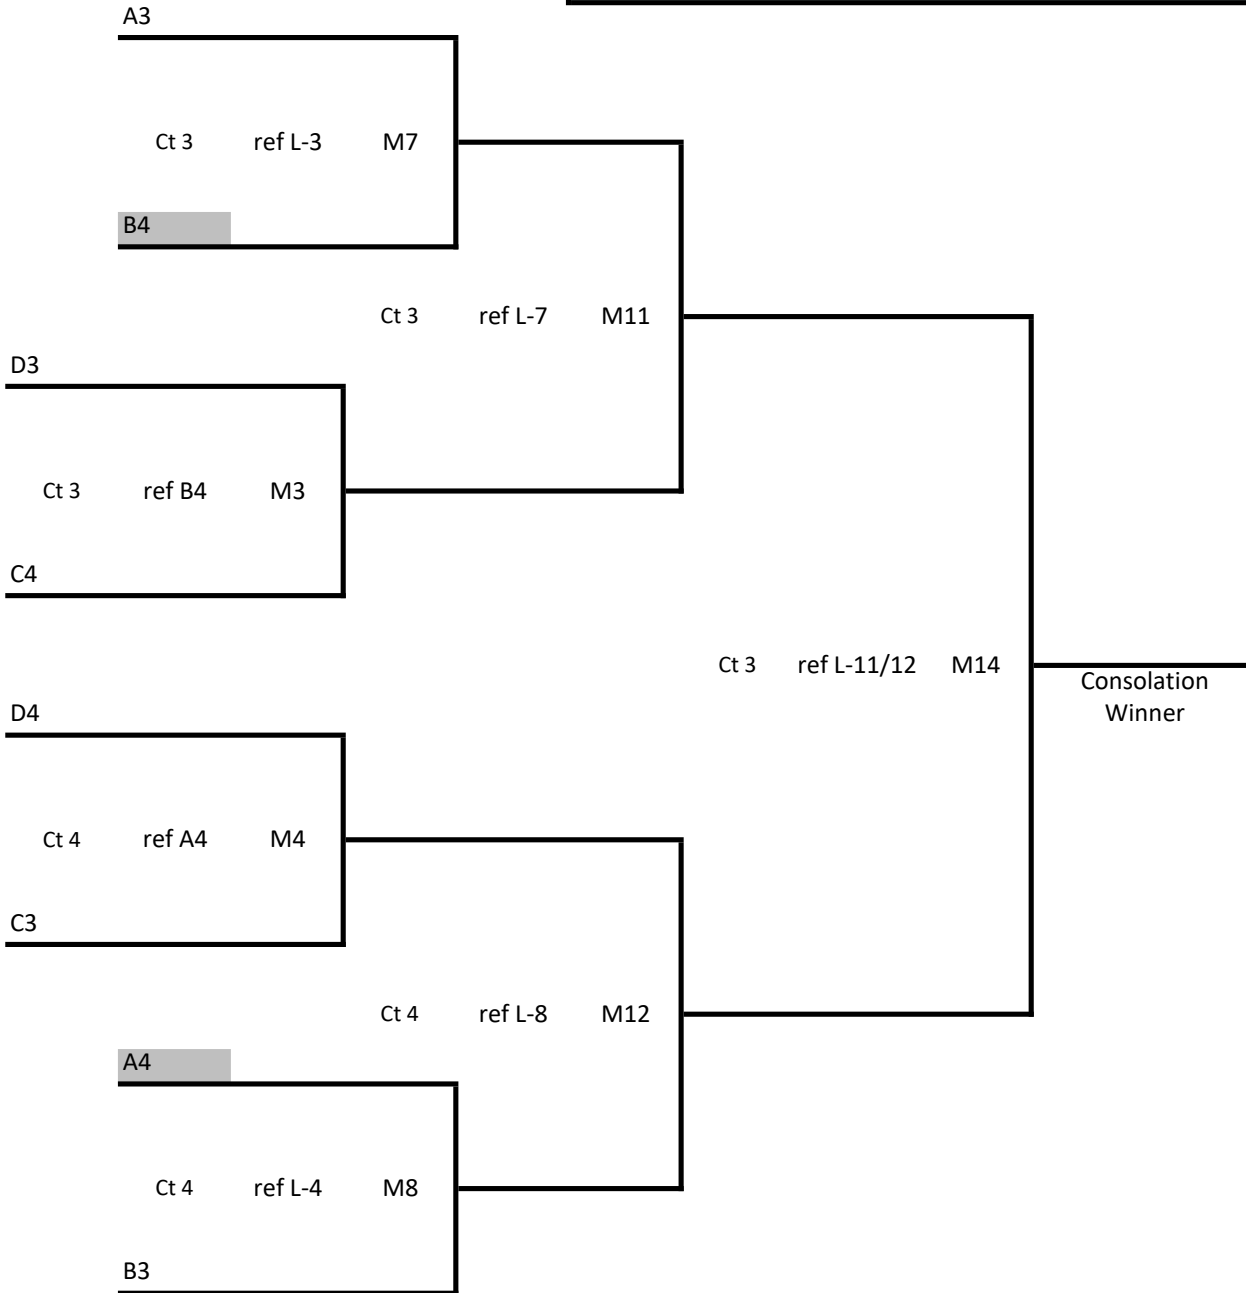 A3
Ct 3 ref L-3 M7
B4
Ct 3 ref L-7 M11
D3
Ct 3 ref B4 M3
C4
Ct 3 ref L-11/12 M14
Consolation
Winner
D4
Ct 4 ref A4 M4
C3
Ct 4 ref L-8 M12
A4
Ct 4 ref L-4 M8
B3